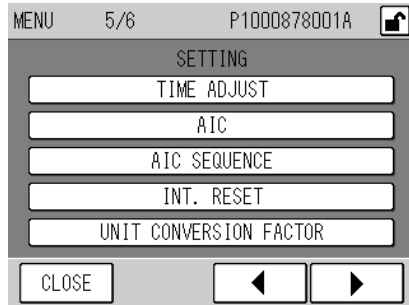 MENU 5/6 P1000878001A
SETTING
TIME ADJUST
AIC
AIC SEQUENCE
INT. RESET
UNIT CONVERSION FACTOR
CLOSE